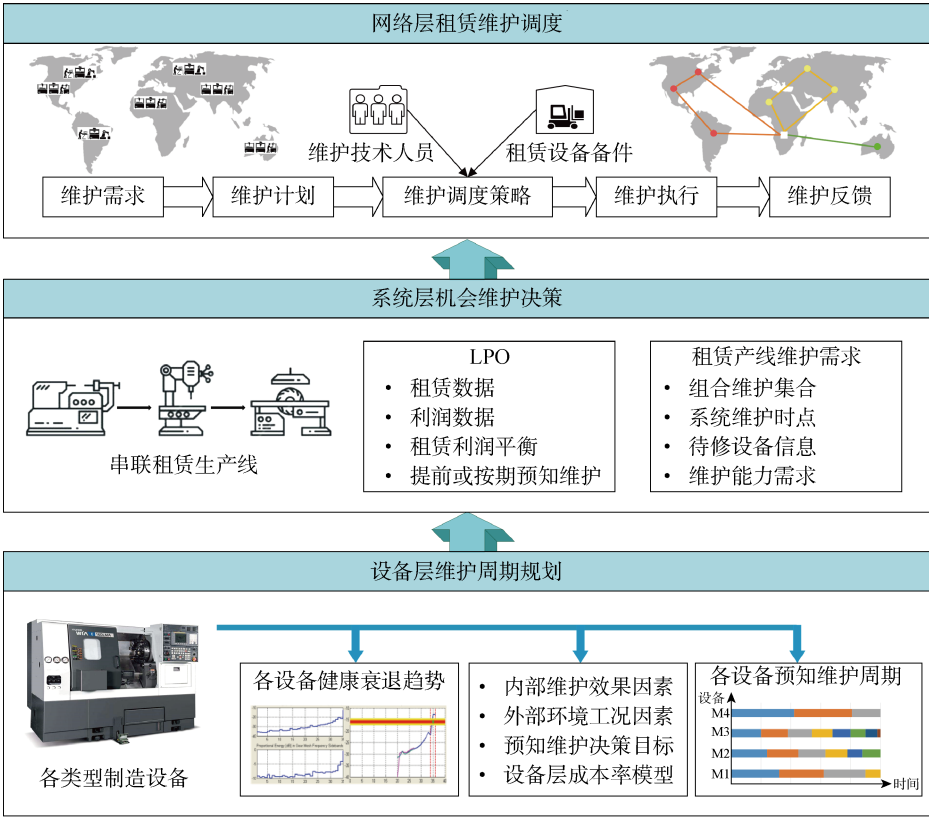 网络层租赁维护调度
维护技术人员
租赁设备备件
维护需求
维护计划
维护调度策略
维护执行
维护反馈
系统层机会维护决策
串联租赁生产线
LPO
• 租赁数据
• 利润数据
• 租赁利润平衡
• 提前或按期预知维护
租赁产线维护需求
• 组合维护集合
• 系统维护时点
• 待修设备信息
• 维护能力需求
设备层维护周期规划
各类型制造设备
各设备健康衰退趋势
• 内部维护效果因素
• 外部环境工况因素
• 预知维护决策目标
• 设备层成本率模型
各设备预知维护周期
设备
M4
M3
M2
M1
时间